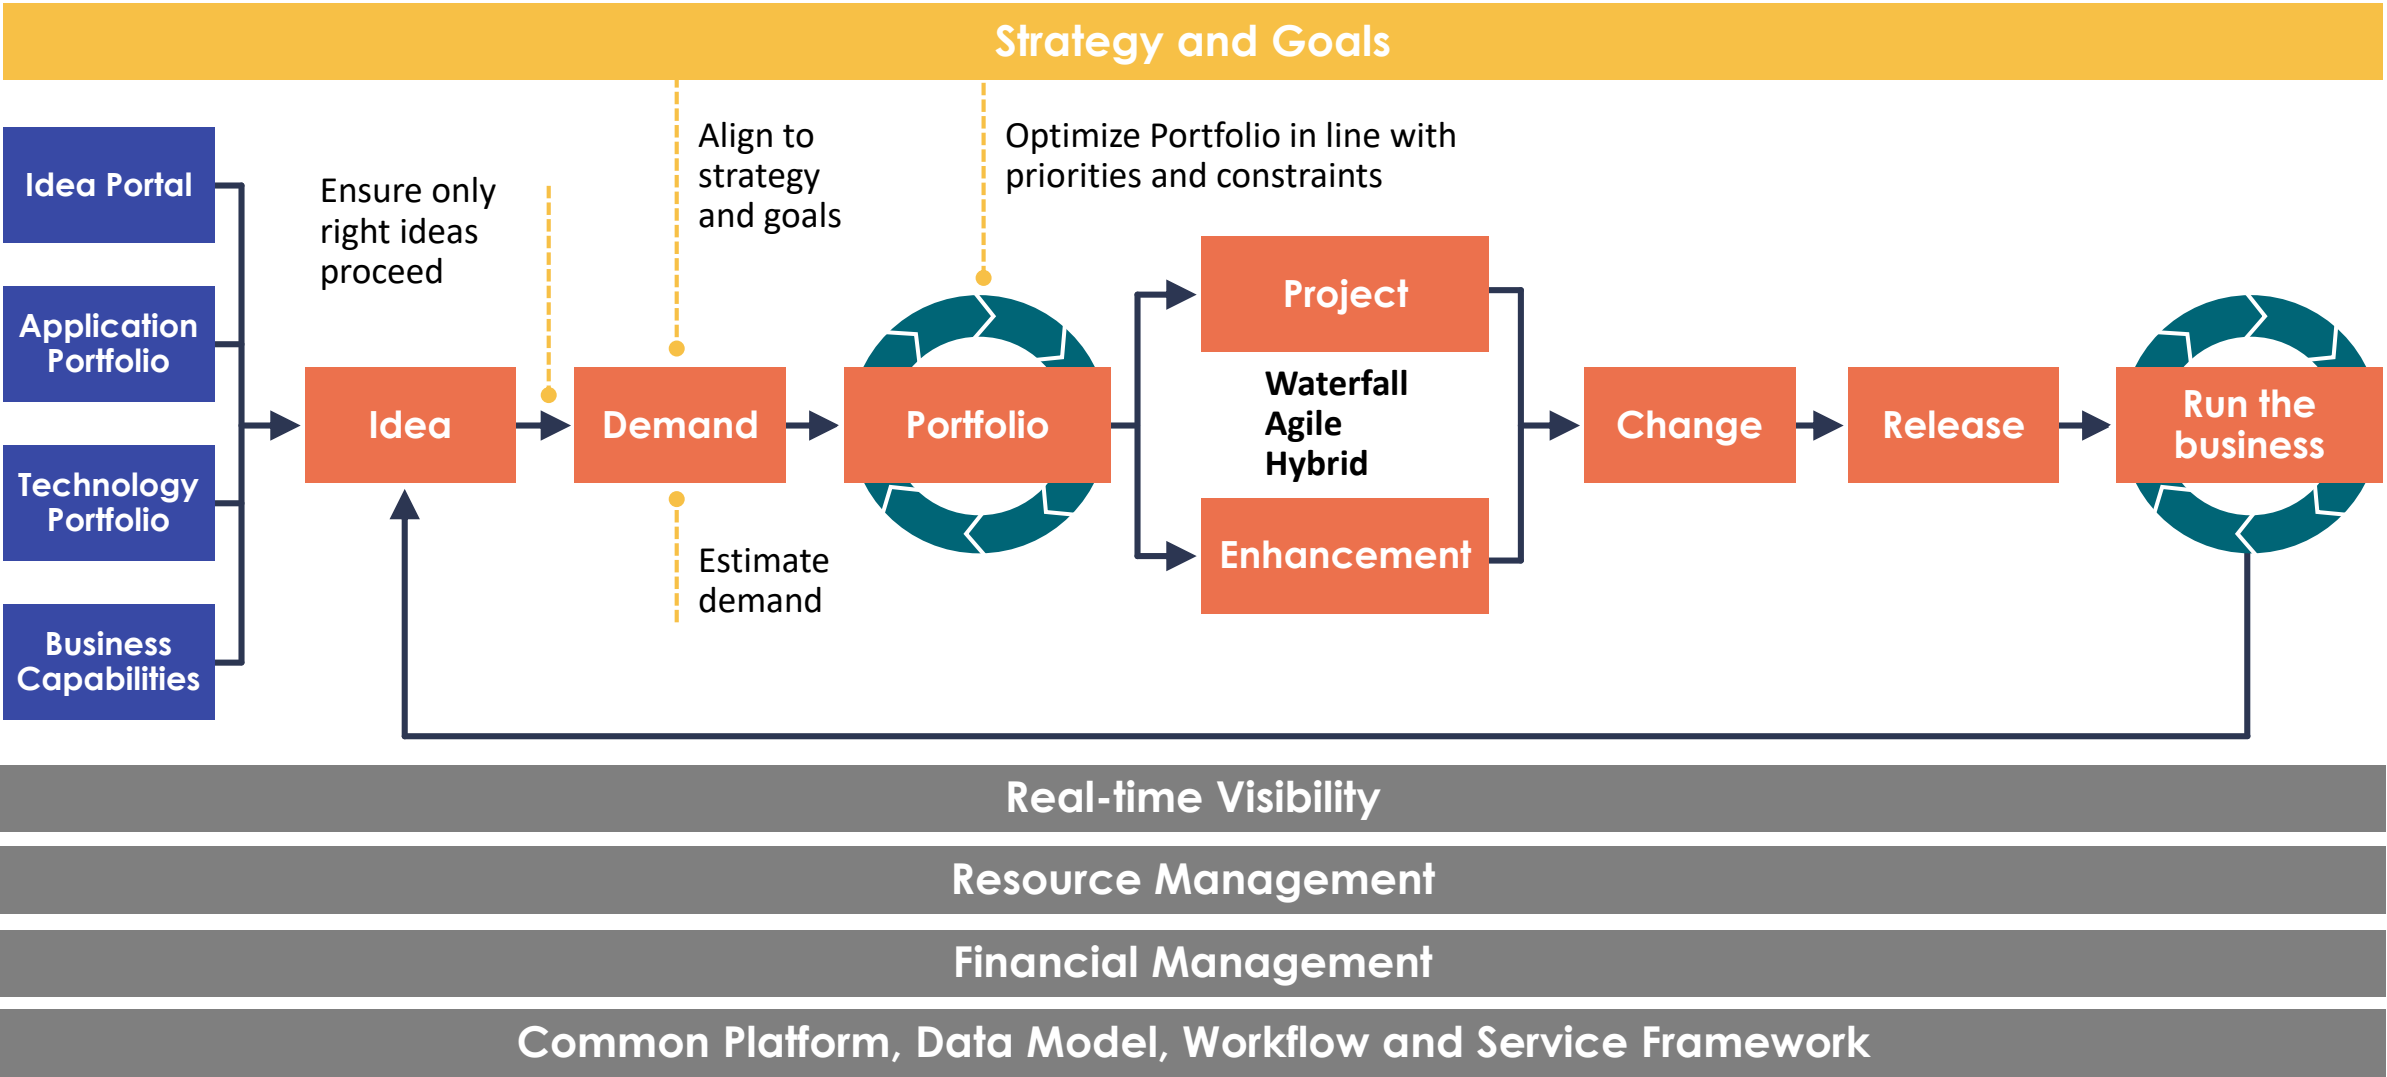 Strategy and Goals
Idea Portal
Application
Portfolio
Technology
Portfolio
Business
Capabilities
Ensure only
right ideas
proceed
Align to
strategy
and goals
Optimize Portfolio in line with
priorities and constraints
Idea
Demand
Estimate
demand
Portfolio
Project
Waterfall
Agile
Hybrid
Enhancement
Change
Release
Run the
business
Real-time Visibility
Resource Management
Financial Management
Common Platform, Data Model, Workflow and Service Framework